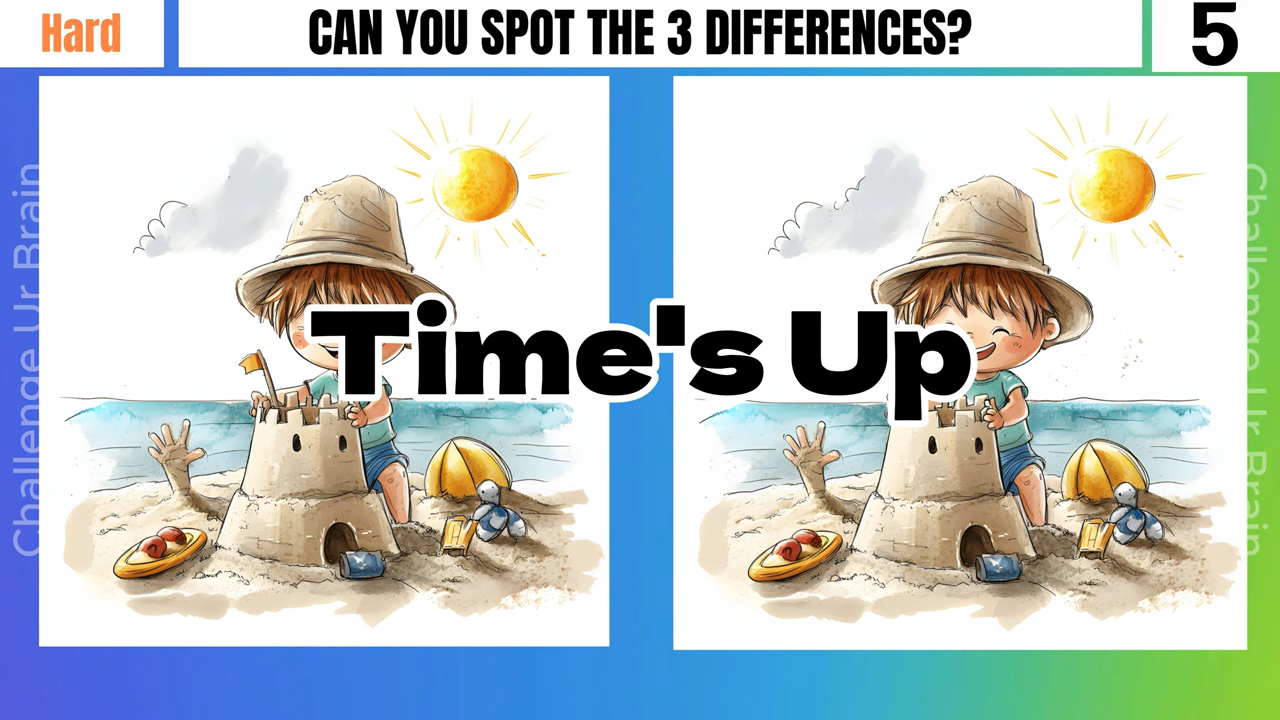 Hard
CAN YOU SPOT THE 3 DIFFERENCES?
5
Challenge Ur Brain
Challenge Ur Brain
Time's Up